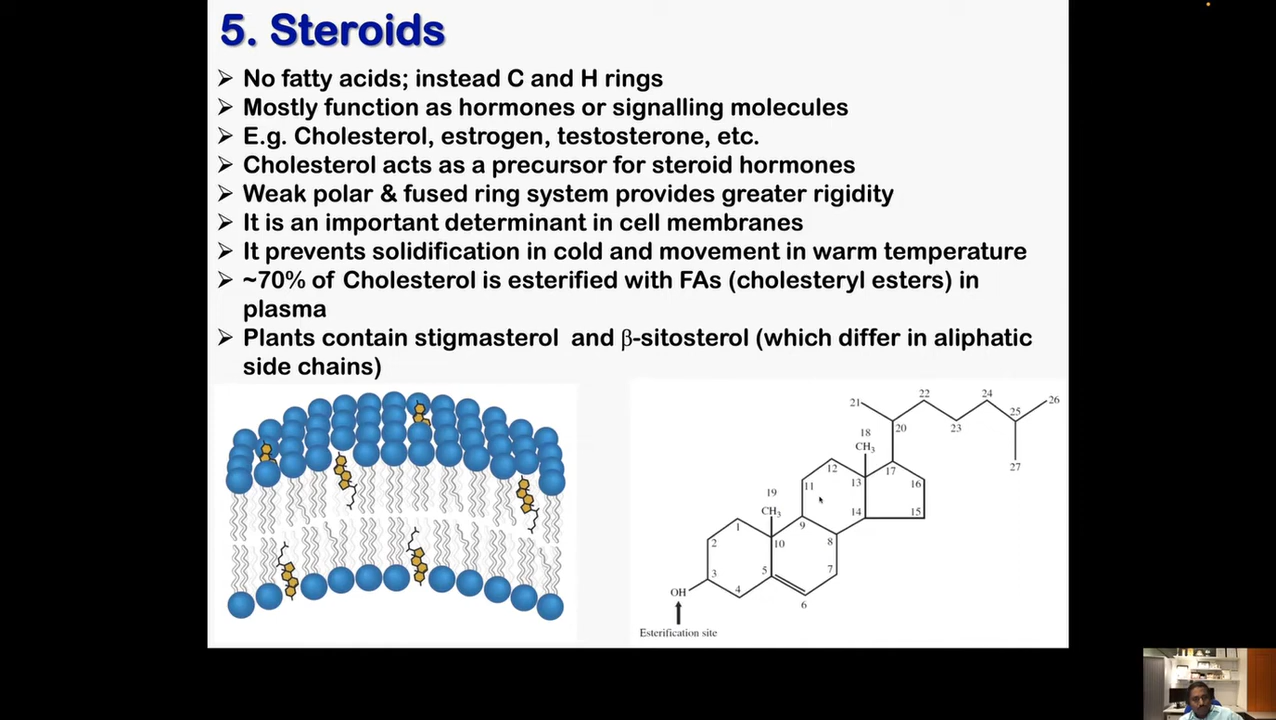 5. Steroids
➢ No fatty acids; instead C and H rings
➢ Mostly function as hormones or signalling molecules
➢ E.g. Cholesterol, estrogen, testosterone, etc.
➢ Cholesterol acts as a precursor for steroid hormones
➢ Weak polar & fused ring system provides greater rigidity
➢ It is an important determinant in cell membranes
➢ It prevents solidification in cold and movement in warm temperature
➢ ~70% of Cholesterol is esterified with FAs (cholesteryl esters) in
plasma
➢ Plants contain stigmasterol and β-sitosterol (which differ in aliphatic
side chains)
22
24
26
21
25
20
23
18
CH₃
12
17
27
11
13
16
19
CH₃
14
15
1
9
2
10
8
3
5
7
4
OH
6
Esterification site